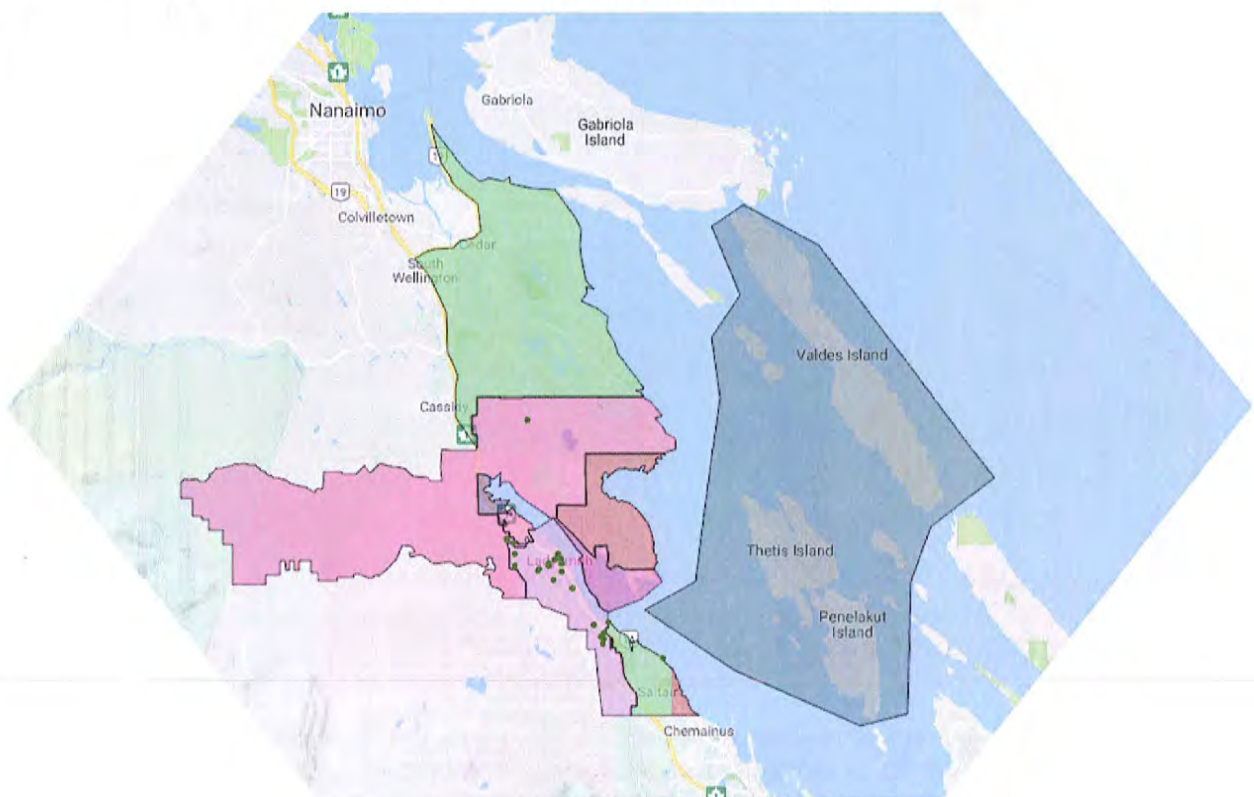 1
Nanaimo
Gabriola
Gabriola
Island
19
Colvilletown
Cedar
South
Wellington
Valdes Island
Cassidy
Thetis Island
Ladysmith
Penelakut
Island
Saltair
Chemainus